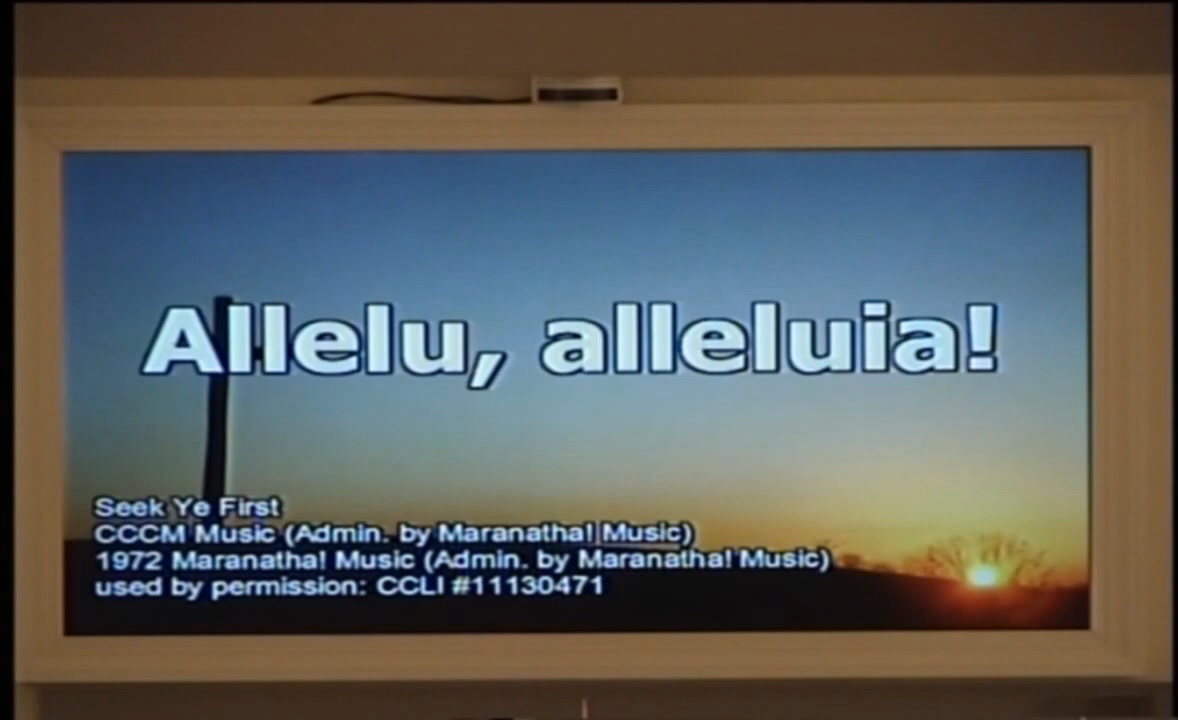 Allelu, alleluia!
Seek Ye First
CCCM Music (Admin. by Maranatha! Music)
1972 Maranatha! Music (Admin. by Maranatha! Music)
used by permission: CCLI #11130471